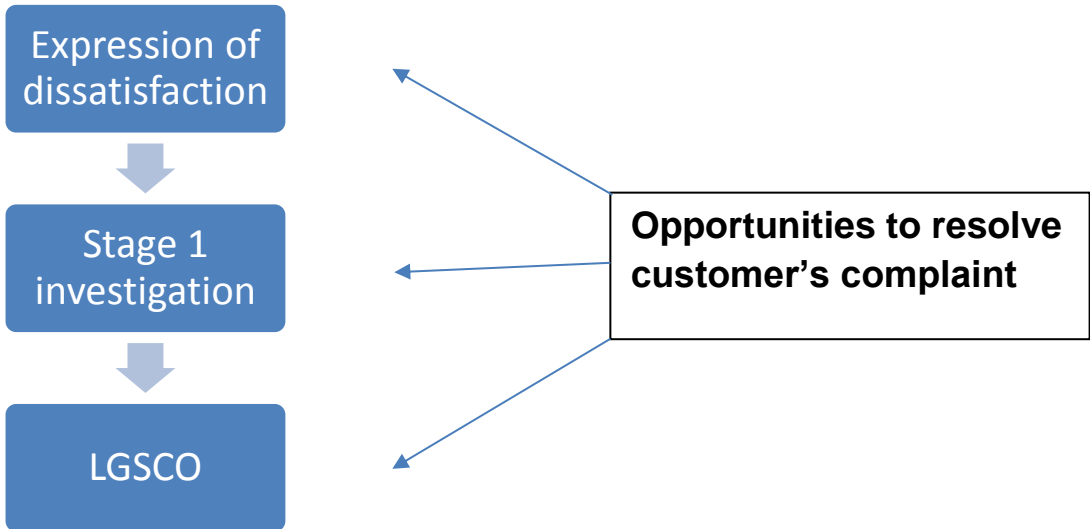 Expression of
dissatisfaction
Stage 1
investigation
LGSCO
Opportunities to resolve
customer’s complaint